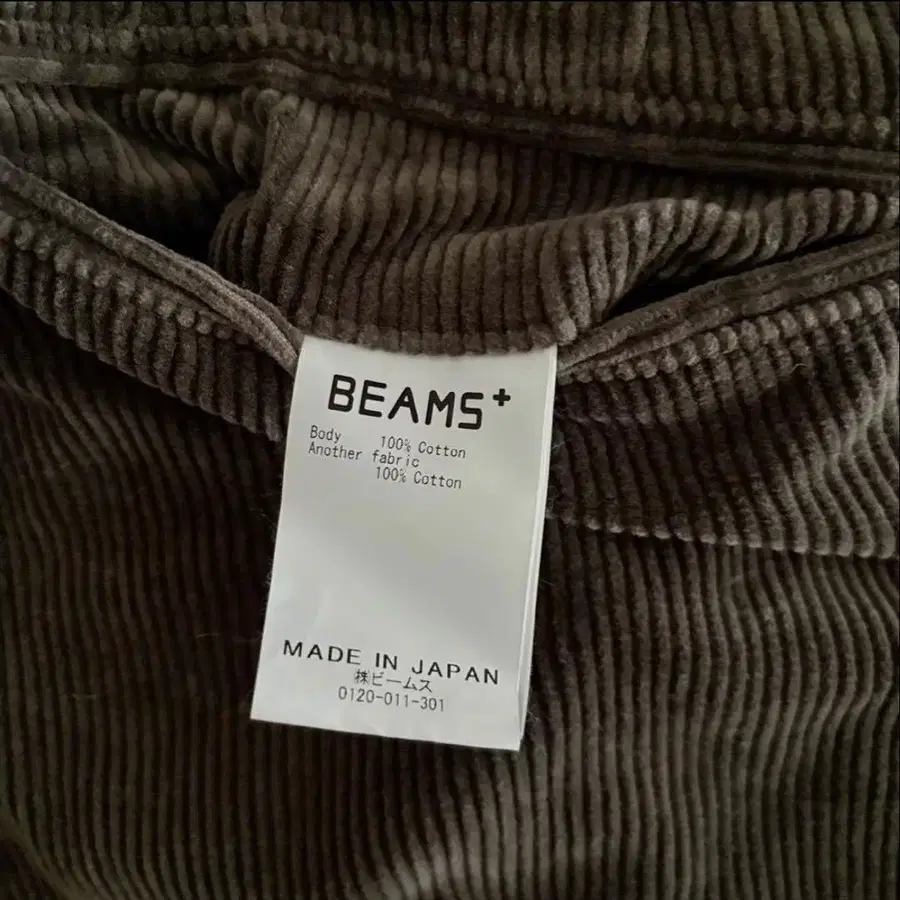 BEAMS+
Body 100% Cotton
Another fabric
100% Cotton
MADE IN JAPAN
㈱ビームス
0120-011-301